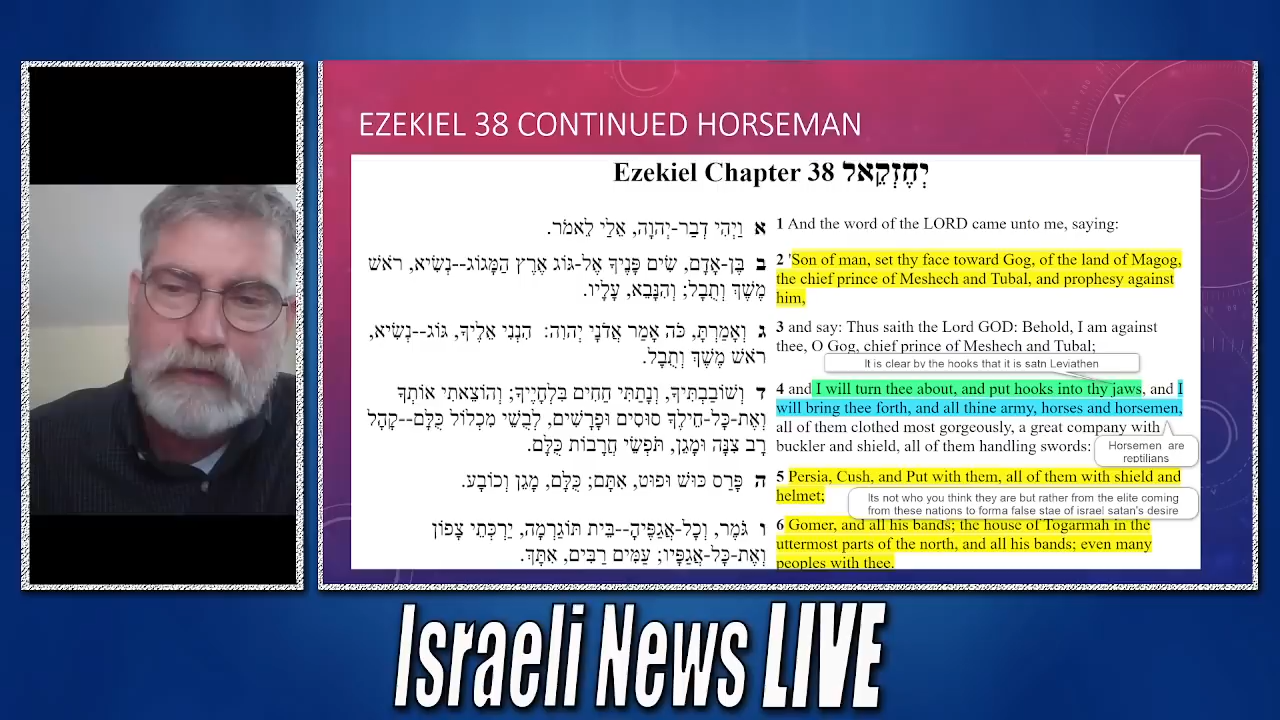 EZEKIEL 38 CONTINUED HORSEMAN
Ezekiel Chapter 38 יְחֶזְקֵאל
א וַיְהִי דְבַר-יְהוָה, אֵלַי לֵאמֹר.
1 And the word of the LORD came unto me, saying:
ב בֶּן-אָדָם, שִׂים פָּנֶיךָ אֶל-גּוֹג אֶרֶץ הַמָּגוֹג--נְשִׂיא, רֹאשׁ
מֶשֶׁךְ וְתֻבָל; וְהִנָּבֵא, עָלָיו.
2 'Son of man, set thy face toward Gog, of the land of Magog,
the chief prince of Meshech and Tubal, and prophesy against
him,
ג וְאָמַרְתָּ, כֹּה אָמַר אֲדֹנָי יְהוִה: הִנְנִי אֵלֶיךָ, גּוֹג--נְשִׂיא,
רֹאשׁ מֶשֶׁךְ וְתֻבָל.
3 and say: Thus saith the Lord GOD: Behold, I am against
thee, O Gog, chief prince of Meshech and Tubal;
It is clear by the hooks that it is satn Leviathen
ד וְשׁוֹבַבְתִּיךָ, וְנָתַתִּי חַחִים בִּלְחָיֶיךָ; וְהוֹצֵאתִי אוֹתְךָ
וְאֶת-כָּל-חֵילֶךָ סוּסִים וּפָרָשִׁים, לְבֻשֵׁי מִכְלוֹל כֻּלָּם--קָהָל
רָב צִנָּה וּמָגֵן, תֹּפְשֵׂי חֲרָבוֹת כֻּלָּם.
4 and I will turn thee about, and put hooks into thy jaws, and I
will bring thee forth, and all thine army, horses and horsemen,
all of them clothed most gorgeously, a great company with
buckler and shield, all of them handling swords:
Horsemen are
reptilians
ה פָּרַס כּוּשׁ וּפוּט, אִתָּם; כֻּלָּם, מָגֵן וְכוֹבָע.
5 Persia, Cush, and Put with them, all of them with shield and
helmet;
Its not who you think they are but rather from the elite coming
from these nations to forma false stae of israel satan's desire
ו גֹּמֶר, וְכָל-אֲגַפֶּיהָ--בֵּית תּוֹגַרְמָה, יַרְכְּתֵי צָפוֹן
וְאֶת-כָּל-אֲגַפָּיו; עַמִּים רַבִּים, אִתָּךְ.
6 Gomer, and all his bands; the house of Togarmah in the
uttermost parts of the north, and all his bands; even many
peoples with thee.
Israeli News LIVE